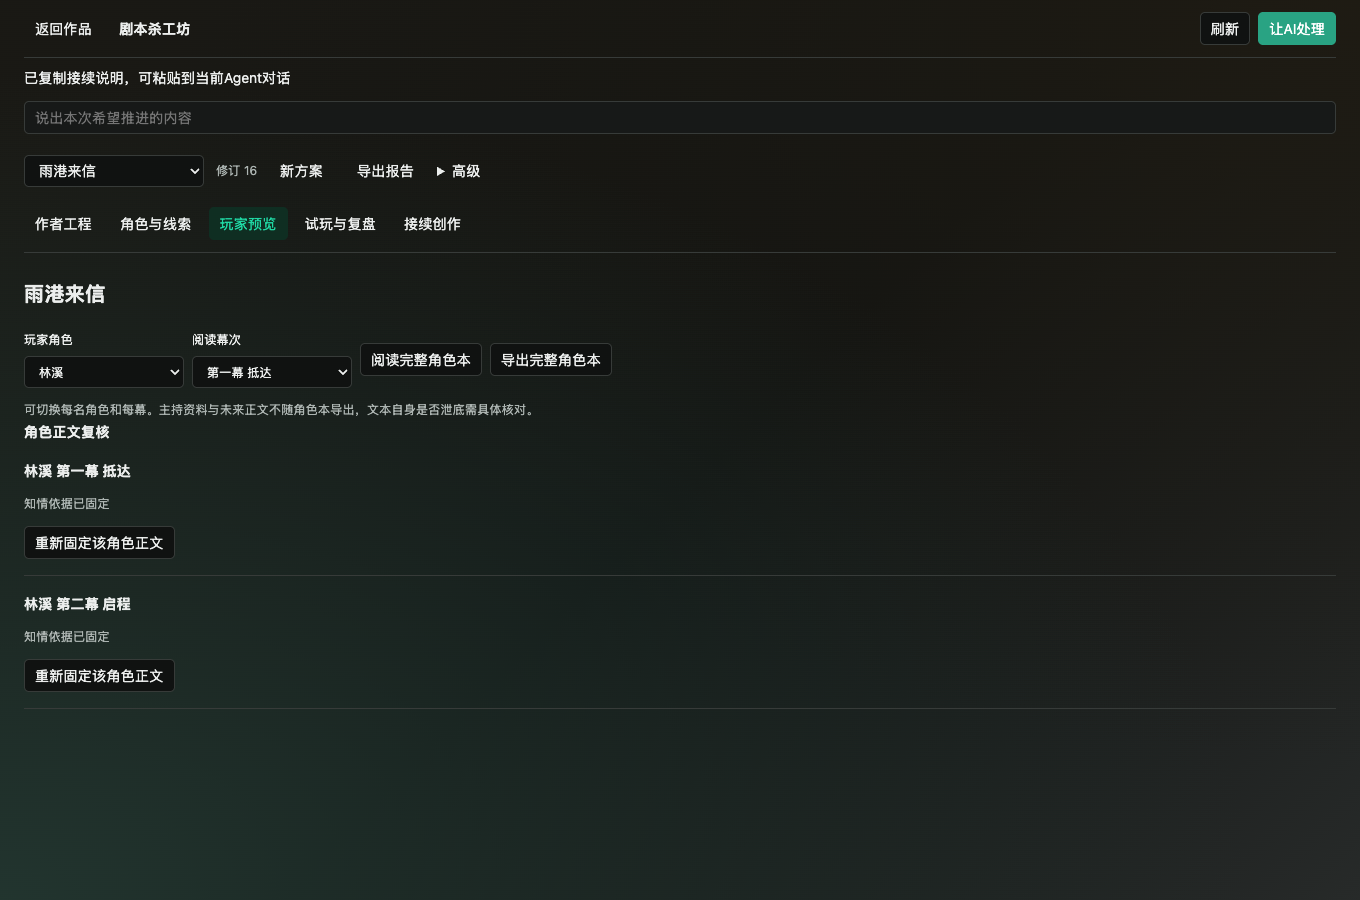 返回作品 剧本杀工坊 刷新 让AI处理
已复制接续说明，可粘贴到当前Agent对话
说出本次希望推进的内容
雨港来信 修订 16 新方案 导出报告 ▶ 高级
作者工程 角色与线索 玩家预览 试玩与复盘 接续创作
雨港来信
玩家角色 阅读幕次
林溪 第一幕 抵达 阅读完整角色本 导出完整角色本
可切换每名角色和每幕。主持资料与未来正文不随角色本导出，文本自身是否泄底需具体核对。
角色正文复核
林溪 第一幕 抵达
知情依据已固定
重新固定该角色正文
林溪 第二幕 启程
知情依据已固定
重新固定该角色正文